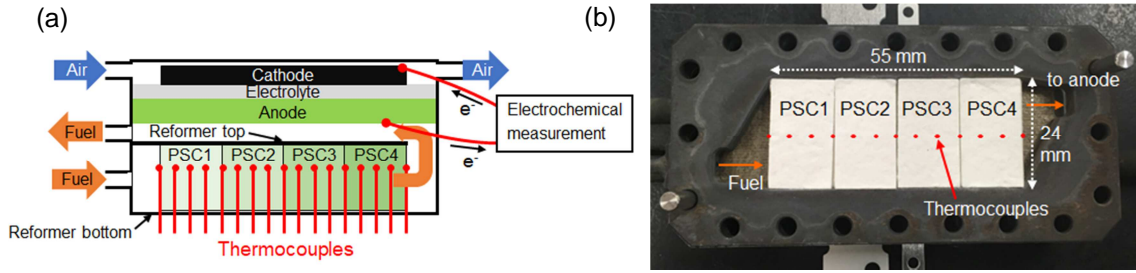 (a)
Air
Cathode
Air
Electrolyte
Anode
e-
Electrochemical
measurement
Fuel
Reformer top
e-
PSC1 PSC2 PSC3 PSC4
Fuel
Reformer bottom
Thermocouples
(b)
55 mm
to anode
PSC1 PSC2 PSC3 PSC4
24
mm
Fuel
Thermocouples